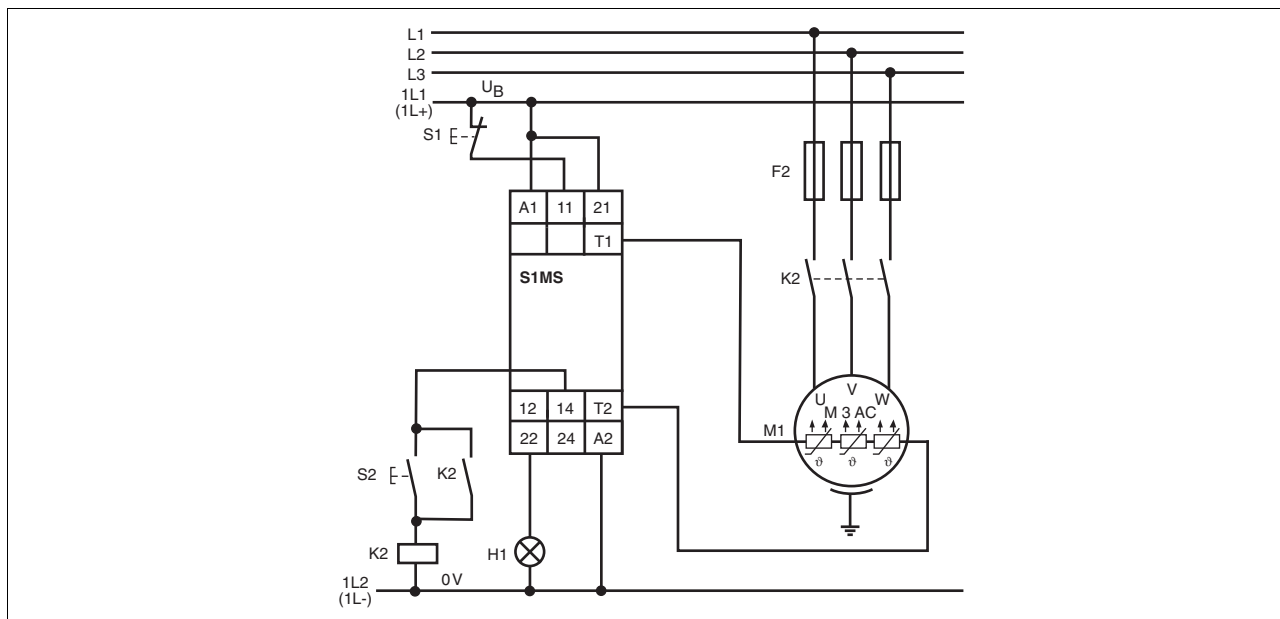 L1
L2
L3
1L1
(1L+)
U_B
S1
F2
A1 11 21
T1
S1MS
K2
12 14 T2
22 24 A2
U V W
M 3 AC
M1
ϑ ϑ ϑ
S2
K2
K2
H1
1L2
(1L-)
0 V